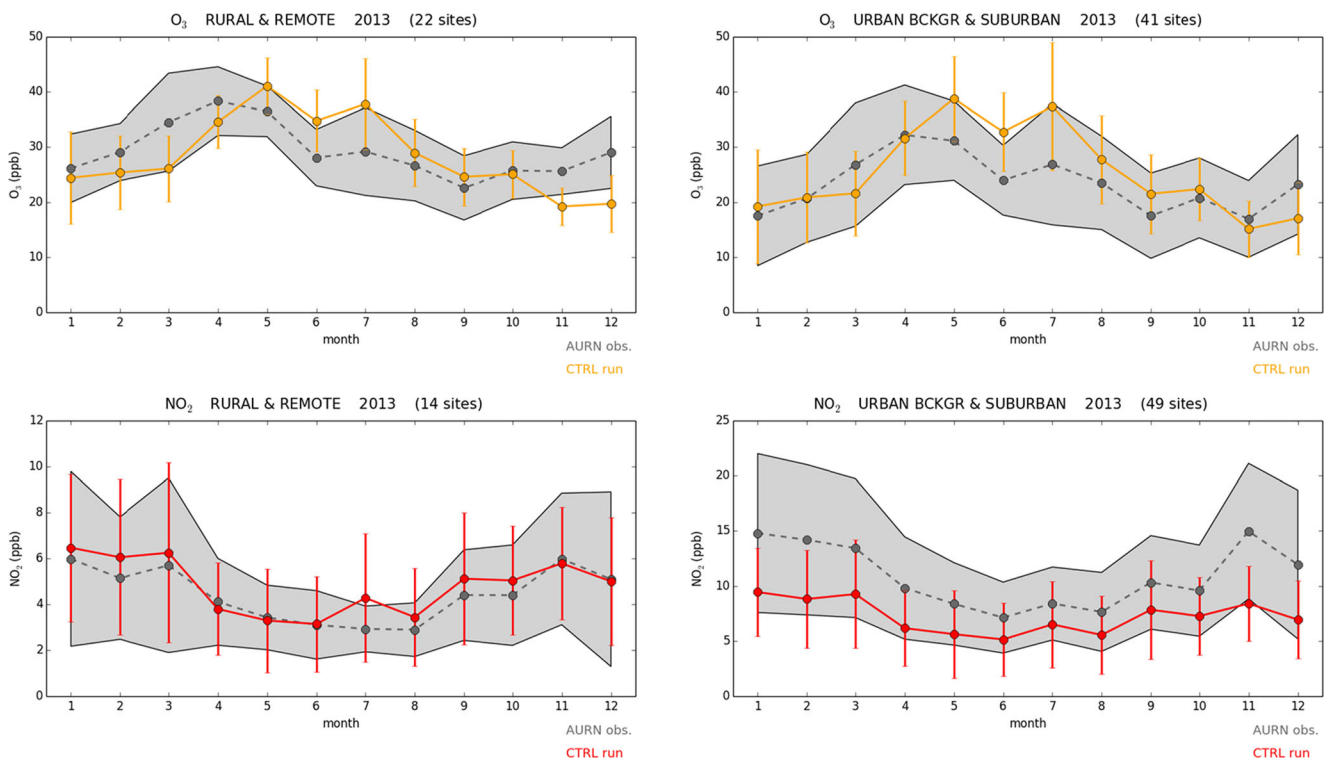 O₃ RURAL & REMOTE 2013 (22 sites)
50
40
30
20
10
0
O₃ (ppb)
1 2 3 4 5 6 7 8 9 10 11 12
month
AURN obs.
CTRL run
O₃ URBAN BCKGR & SUBURBAN 2013 (41 sites)
50
40
30
20
10
0
O₃ (ppb)
1 2 3 4 5 6 7 8 9 10 11 12
month
AURN obs.
CTRL run
NO₂ RURAL & REMOTE 2013 (14 sites)
12
10
8
6
4
2
0
NO₂ (ppb)
1 2 3 4 5 6 7 8 9 10 11 12
month
AURN obs.
CTRL run
NO₂ URBAN BCKGR & SUBURBAN 2013 (49 sites)
25
20
15
10
5
0
NO₂ (ppb)
1 2 3 4 5 6 7 8 9 10 11 12
month
AURN obs.
CTRL run